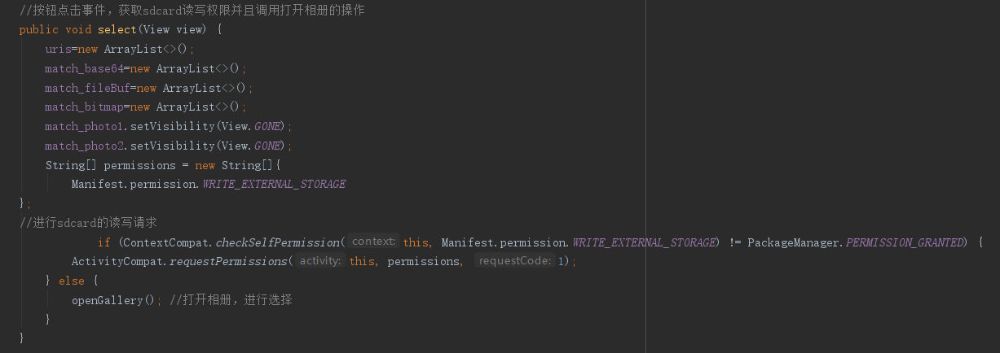 //按钮点击事件，获取sdcard读写权限并且调用打开相册的操作
public void select(View view) {
uris=new ArrayList<>();
match_base64=new ArrayList<>();
match_fileBuf=new ArrayList<>();
match_bitmap=new ArrayList<>();
match_photo1.setVisibility(View.GONE);
match_photo2.setVisibility(View.GONE);
String[] permissions = new String[]{
Manifest.permission.WRITE_EXTERNAL_STORAGE
};
//进行sdcard的读写请求
if (ContextCompat.checkSelfPermission( context: this, Manifest.permission.WRITE_EXTERNAL_STORAGE) != PackageManager.PERMISSION_GRANTED) {
ActivityCompat.requestPermissions( activity: this, permissions, requestCode: 1);
} else {
openGallery(); //打开相册，进行选择
}
}